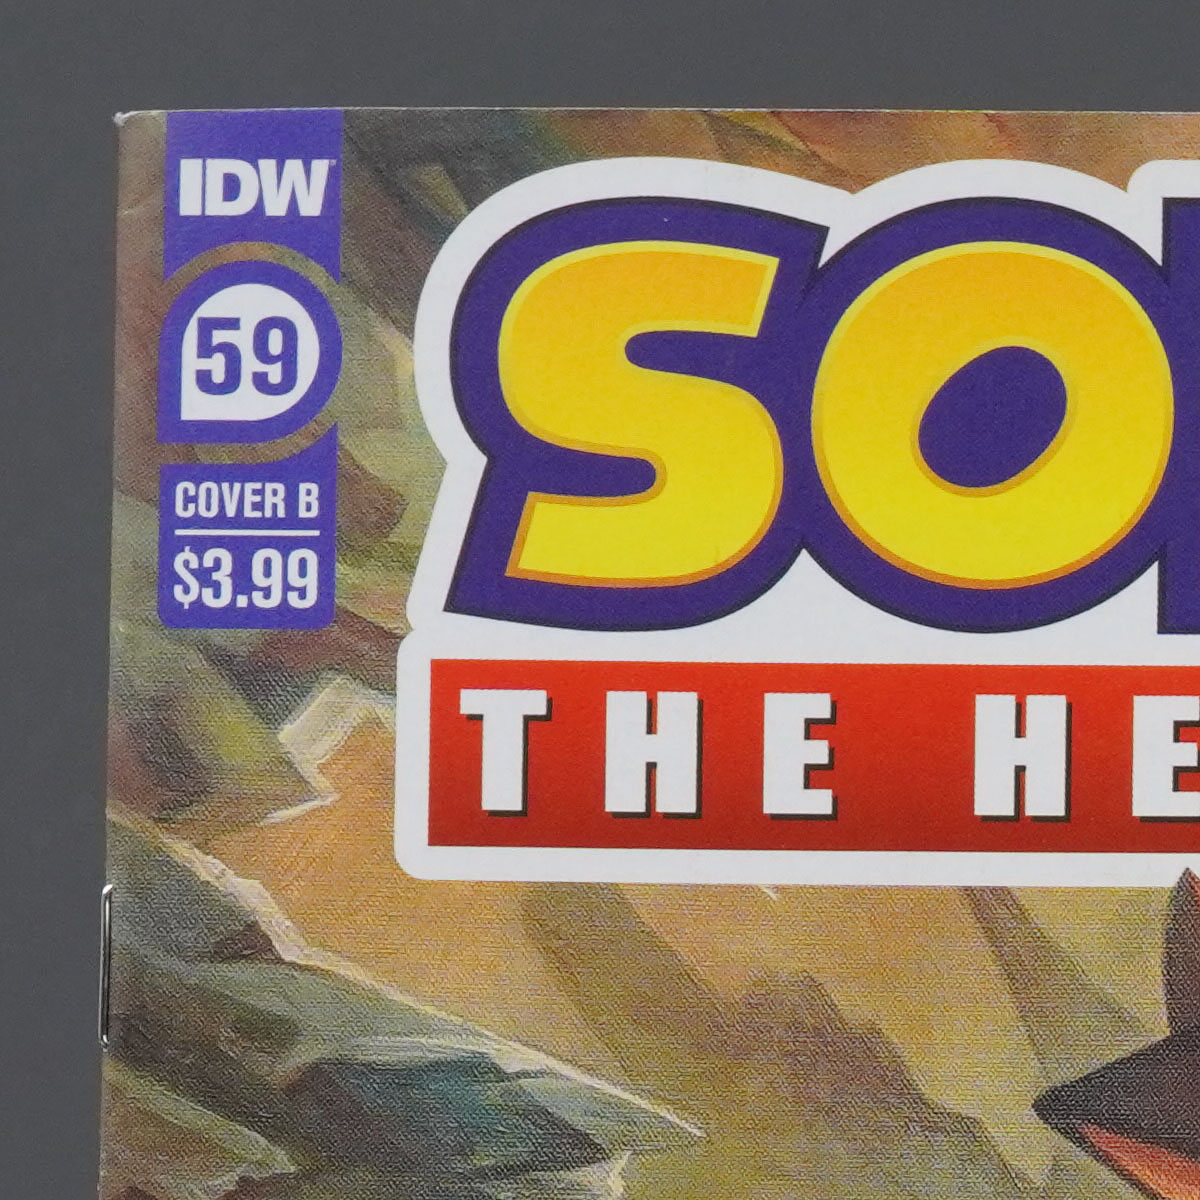 IDW
59
COVER B
$3.99
SO
THE HE